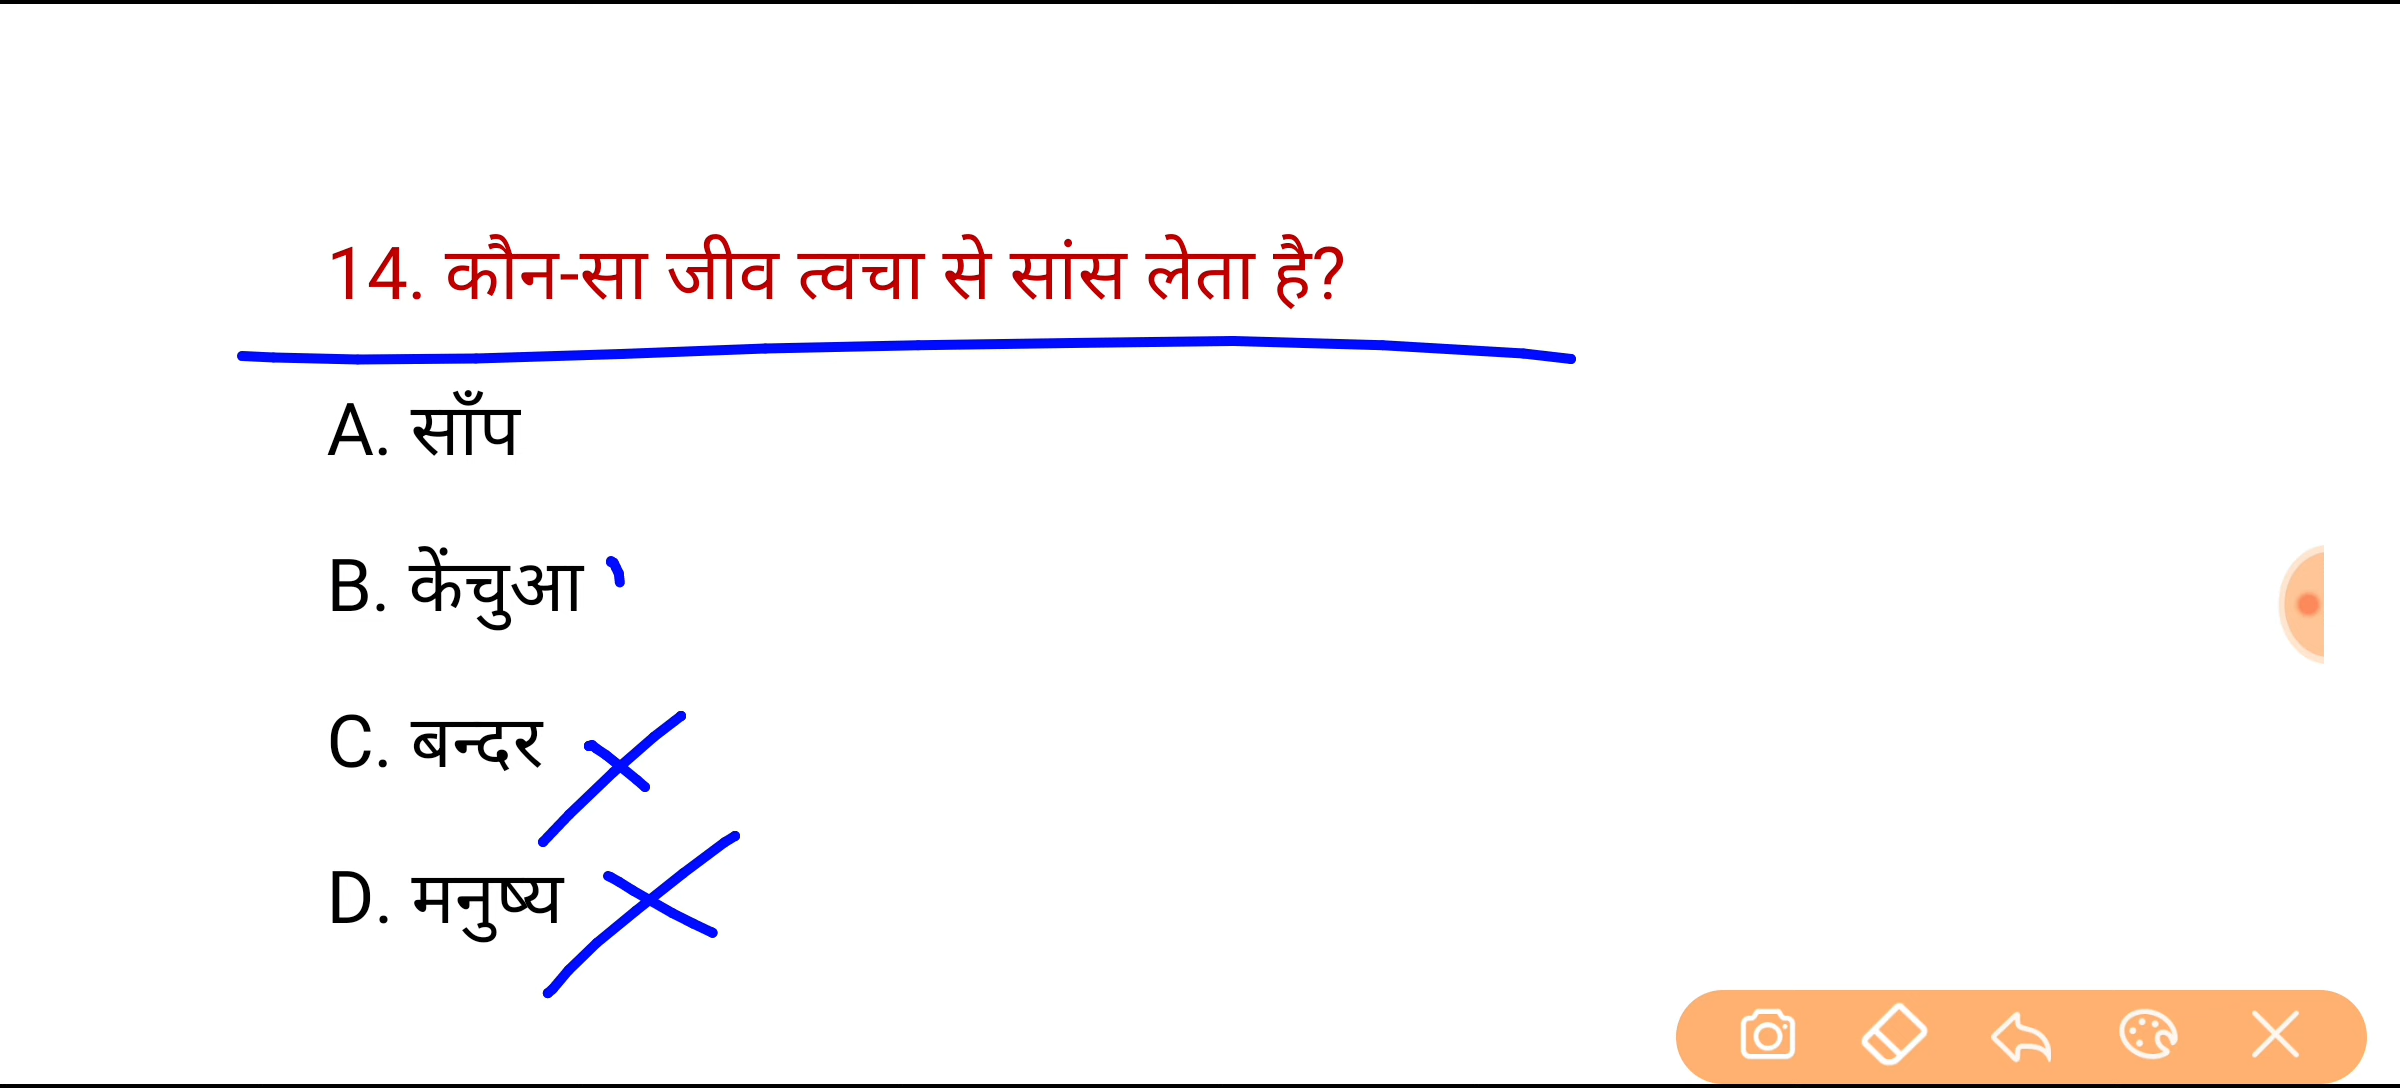 14. कौन-सा जीव त्वचा से सांस लेता है?
A. साँप
B. केंचुआ
C. बन्दर
D. मनुष्य